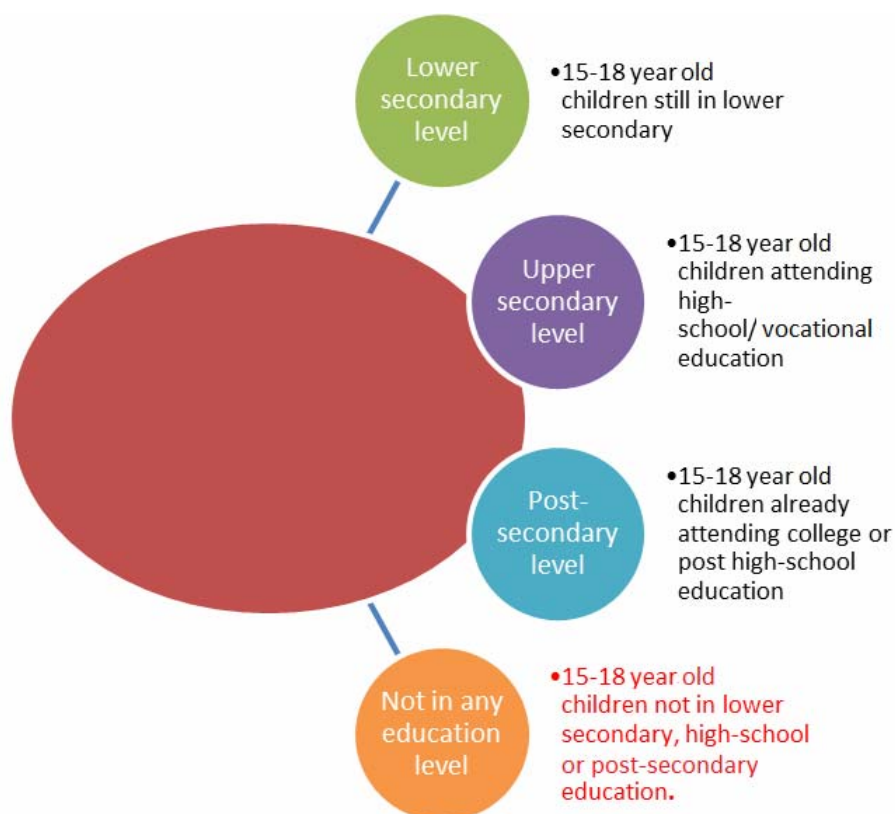 Lower
secondary
level
•15-18 year old
children still in lower
secondary
Upper
secondary
level
•15-18 year old
children attending
high-
school/ vocational
education
Post-
secondary
level
•15-18 year old
children already
attending college or
post high-school
education
Not in any
education
level
•15-18 year old
children not in lower
secondary, high-school
or post-secondary
education.